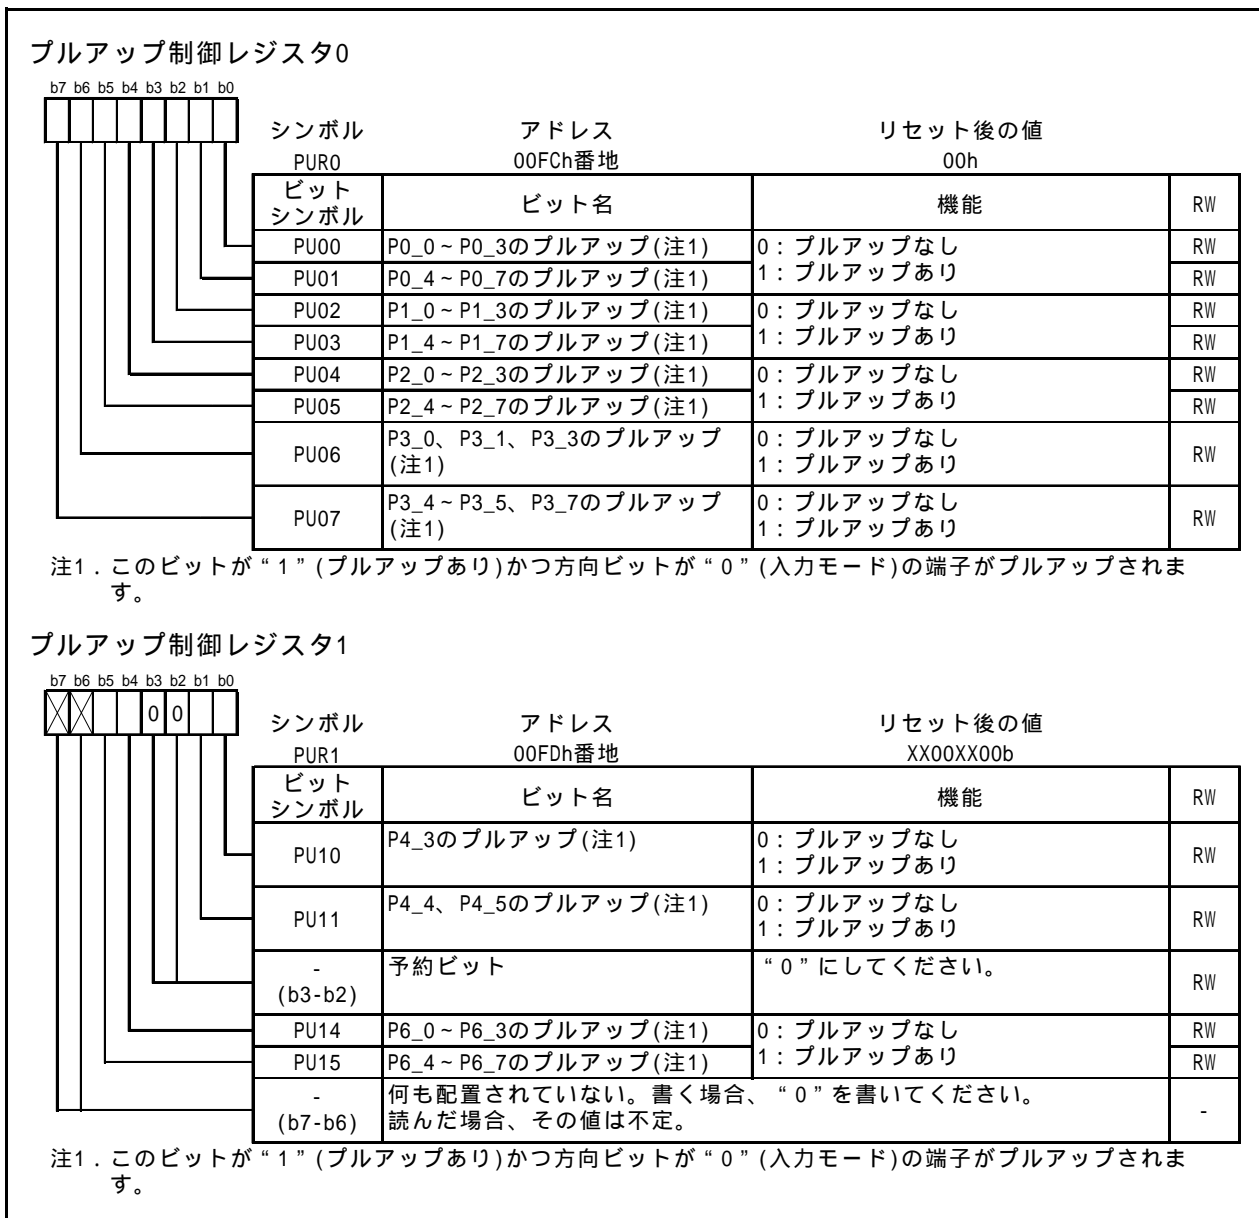 プルアップ制御レジスタ0
b7 b6 b5 b4 b3 b2 b1 b0
シンボル アドレス リセット後の値
PUR0 00FCh番地 00h
ビット
シンボル ビット名 機能 RW
PU00 P0_0~P0_3のプルアップ(注1) 0:プルアップなし RW
PU01 P0_4~P0_7のプルアップ(注1) 1:プルアップあり RW
PU02 P1_0~P1_3のプルアップ(注1) 0:プルアップなし RW
PU03 P1_4~P1_7のプルアップ(注1) 1:プルアップあり RW
PU04 P2_0~P2_3のプルアップ(注1) 0:プルアップなし RW
PU05 P2_4~P2_7のプルアップ(注1) 1:プルアップあり RW
PU06 P3_0、P3_1、P3_3のプルアップ 0:プルアップなし RW
(注1) 1:プルアップあり
PU07 P3_4~P3_5、P3_7のプルアップ 0:プルアップなし RW
(注1) 1:プルアップあり
注1.このビットが“1”(プルアップあり)かつ方向ビットが“0”(入力モード)の端子がプルアップされま
す。
プルアップ制御レジスタ1
b7 b6 b5 b4 b3 b2 b1 b0
0 0
シンボル アドレス リセット後の値
PUR1 00FDh番地 XX00XX00b
ビット
シンボル ビット名 機能 RW
PU10 P4_3のプルアップ(注1) 0:プルアップなし RW
1:プルアップあり
PU11 P4_4、P4_5のプルアップ(注1) 0:プルアップなし RW
1:プルアップあり
- 予約ビット “0”にしてください。 RW
(b3-b2)
PU14 P6_0~P6_3のプルアップ(注1) 0:プルアップなし RW
PU15 P6_4~P6_7のプルアップ(注1) 1:プルアップあり RW
- 何も配置されていない。書く場合、“0”を書いてください。 -
(b7-b6) 読んだ場合、その値は不定。
注1.このビットが“1”(プルアップあり)かつ方向ビットが“0”(入力モード)の端子がプルアップされま
す。